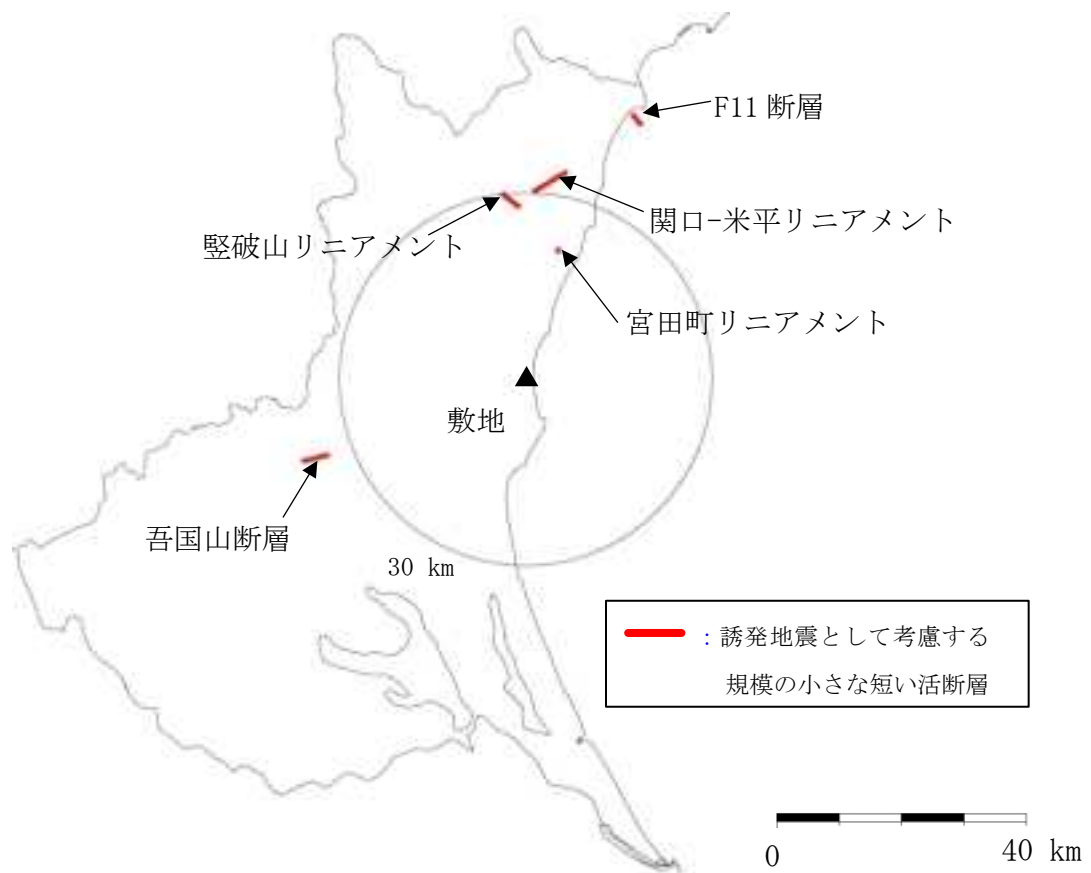 F11 断層
関口−米平リニアメント
竪破山リニアメント
宮田町リニアメント
敷地
吾国山断層
30 km
：誘発地震として考慮する
規模の小さな短い活断層
0
40 km